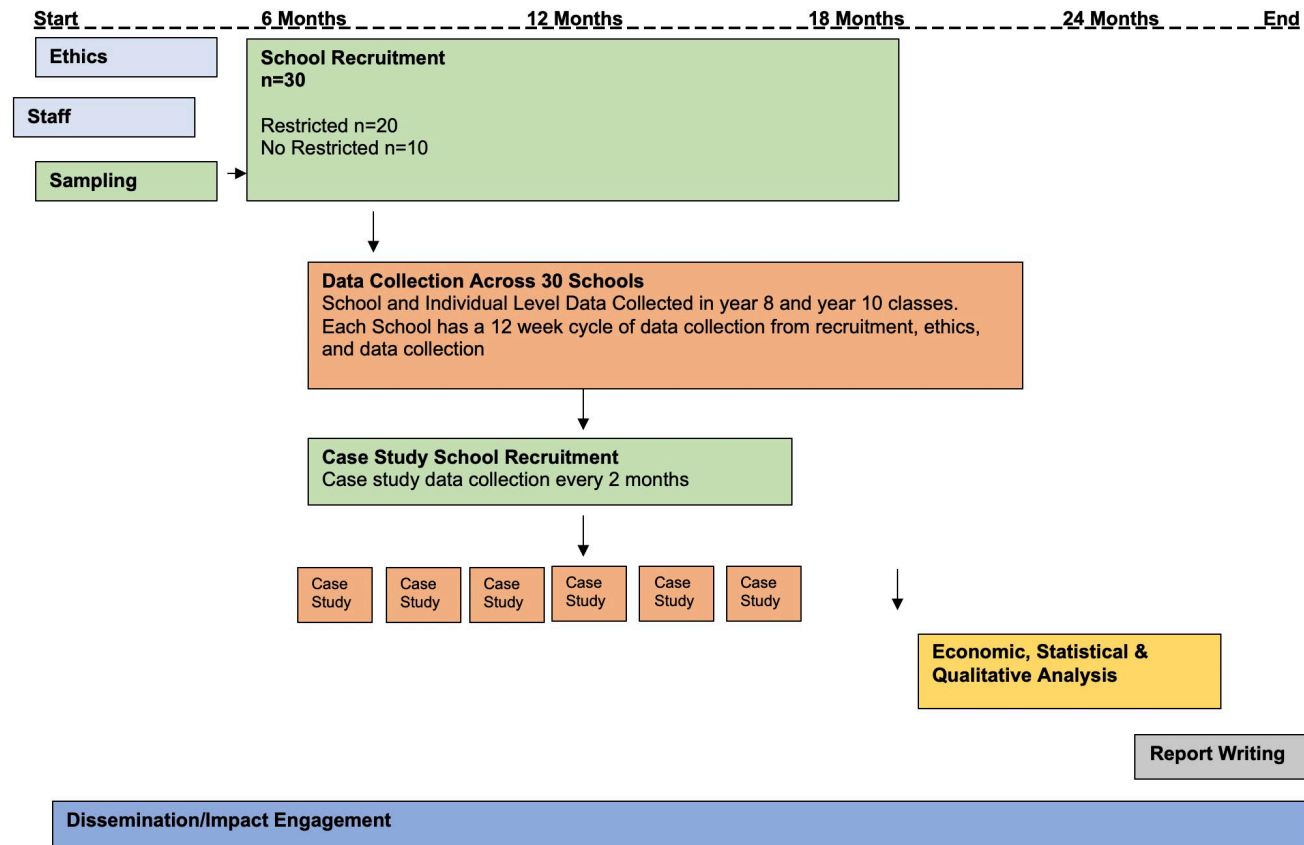 Start 6 Months 12 Months 18 Months 24 Months End
Ethics
Staff
Sampling
School Recruitment
n=30
Restricted n=20
No Restricted n=10
Data Collection Across 30 Schools
School and Individual Level Data Collected in year 8 and year 10 classes.
Each School has a 12 week cycle of data collection from recruitment, ethics,
and data collection
Case Study School Recruitment
Case study data collection every 2 months
Case
Study
Case
Study
Case
Study
Case
Study
Case
Study
Case
Study
Economic, Statistical &
Qualitative Analysis
Report Writing
Dissemination/Impact Engagement